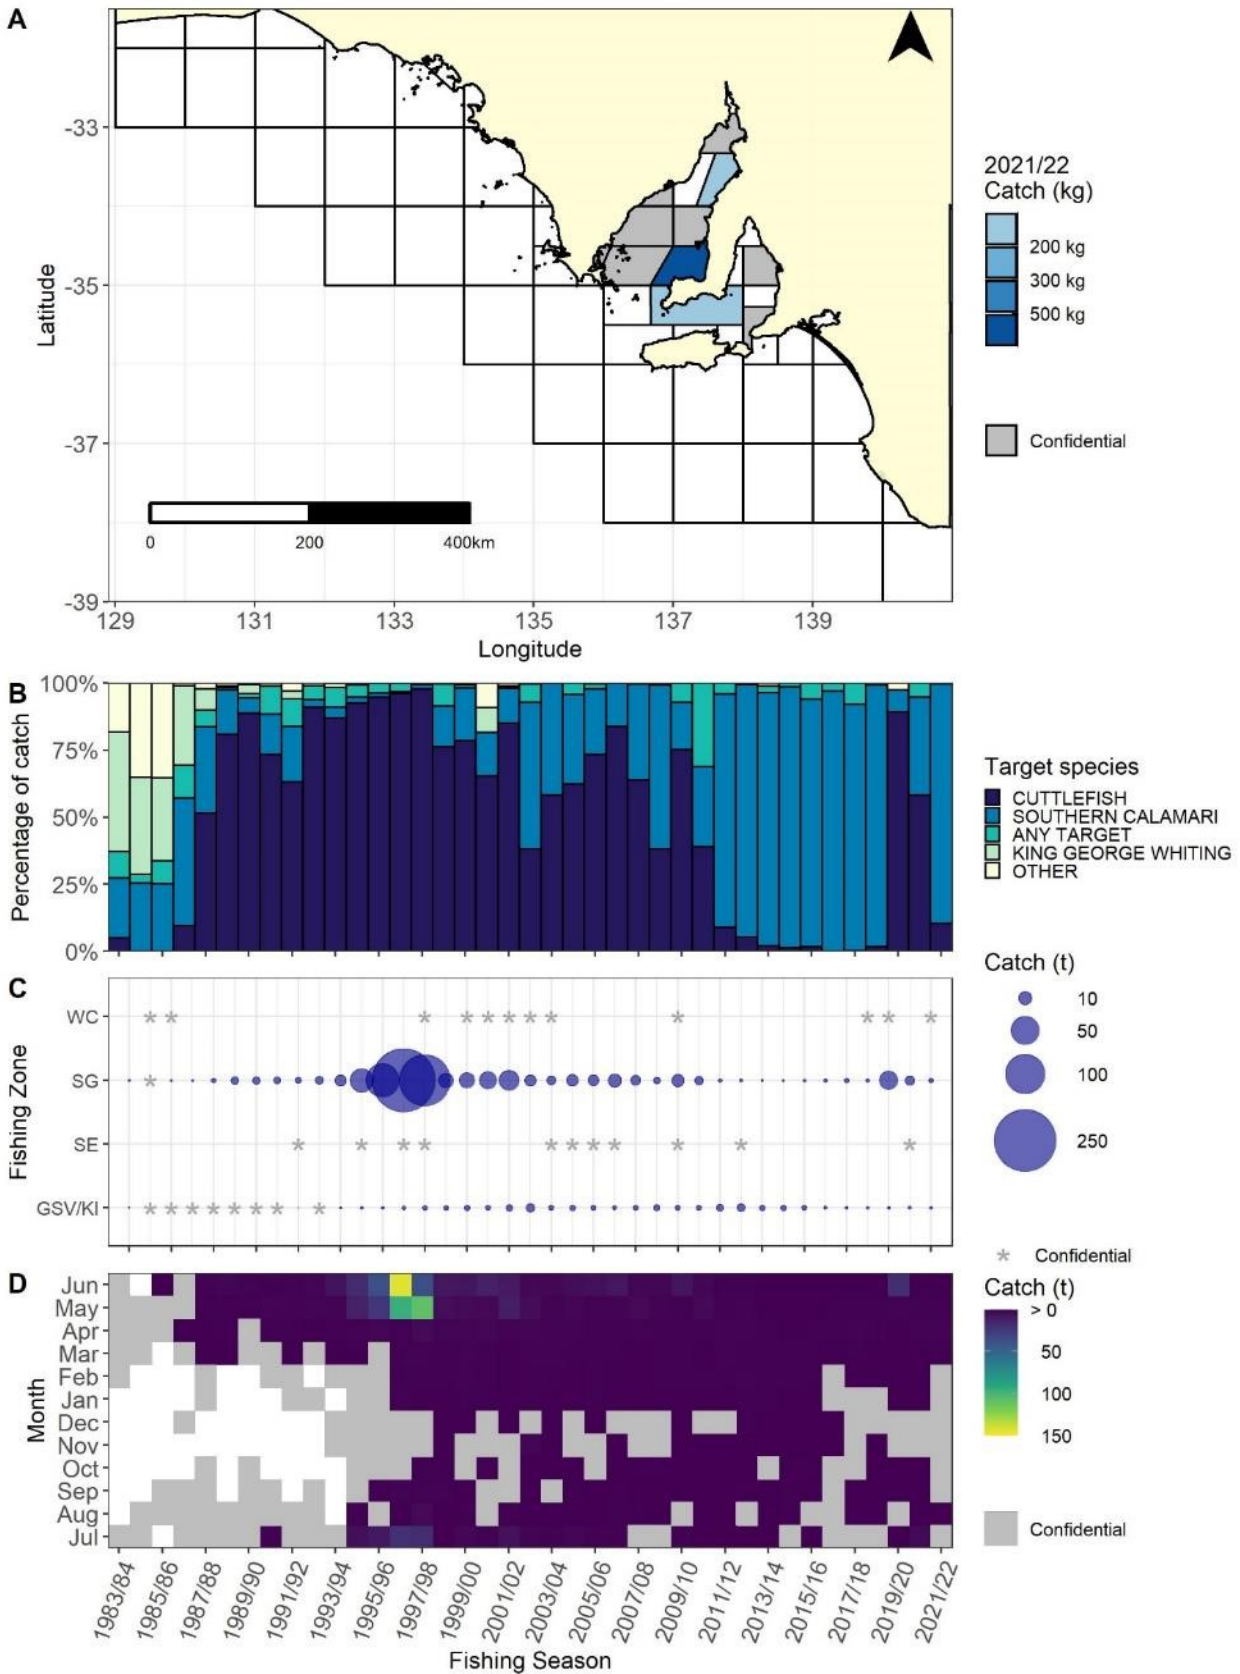 A
-33
-35
-37
-39
Latitude
0
200
400km
129
131
133
135
137
139
Longitude
2021/22
Catch (kg)
200 kg
300 kg
500 kg
Confidential
B
100%
75%
50%
25%
0%
Percentage of catch
Target species
CUTTLEFISH
SOUTHERN CALAMARI
ANY TARGET
KING GEORGE WHITING
OTHER
C
WC
SG
SE
GSV/KI
Fishing Zone
Catch (t)
10
50
100
250
* Confidential
D
Jun
May
Apr
Mar
Feb
Jan
Dec
Nov
Oct
Sep
Aug
Jul
Month
Catch (t)
> 0
50
100
150
Confidential
1983/84
1985/86
1987/88
1989/90
1991/92
1993/94
1995/96
1997/98
1999/00
2001/02
2003/04
2005/06
2007/08
2009/10
2011/12
2013/14
2015/16
2017/18
2019/20
2021/22
Fishing Season